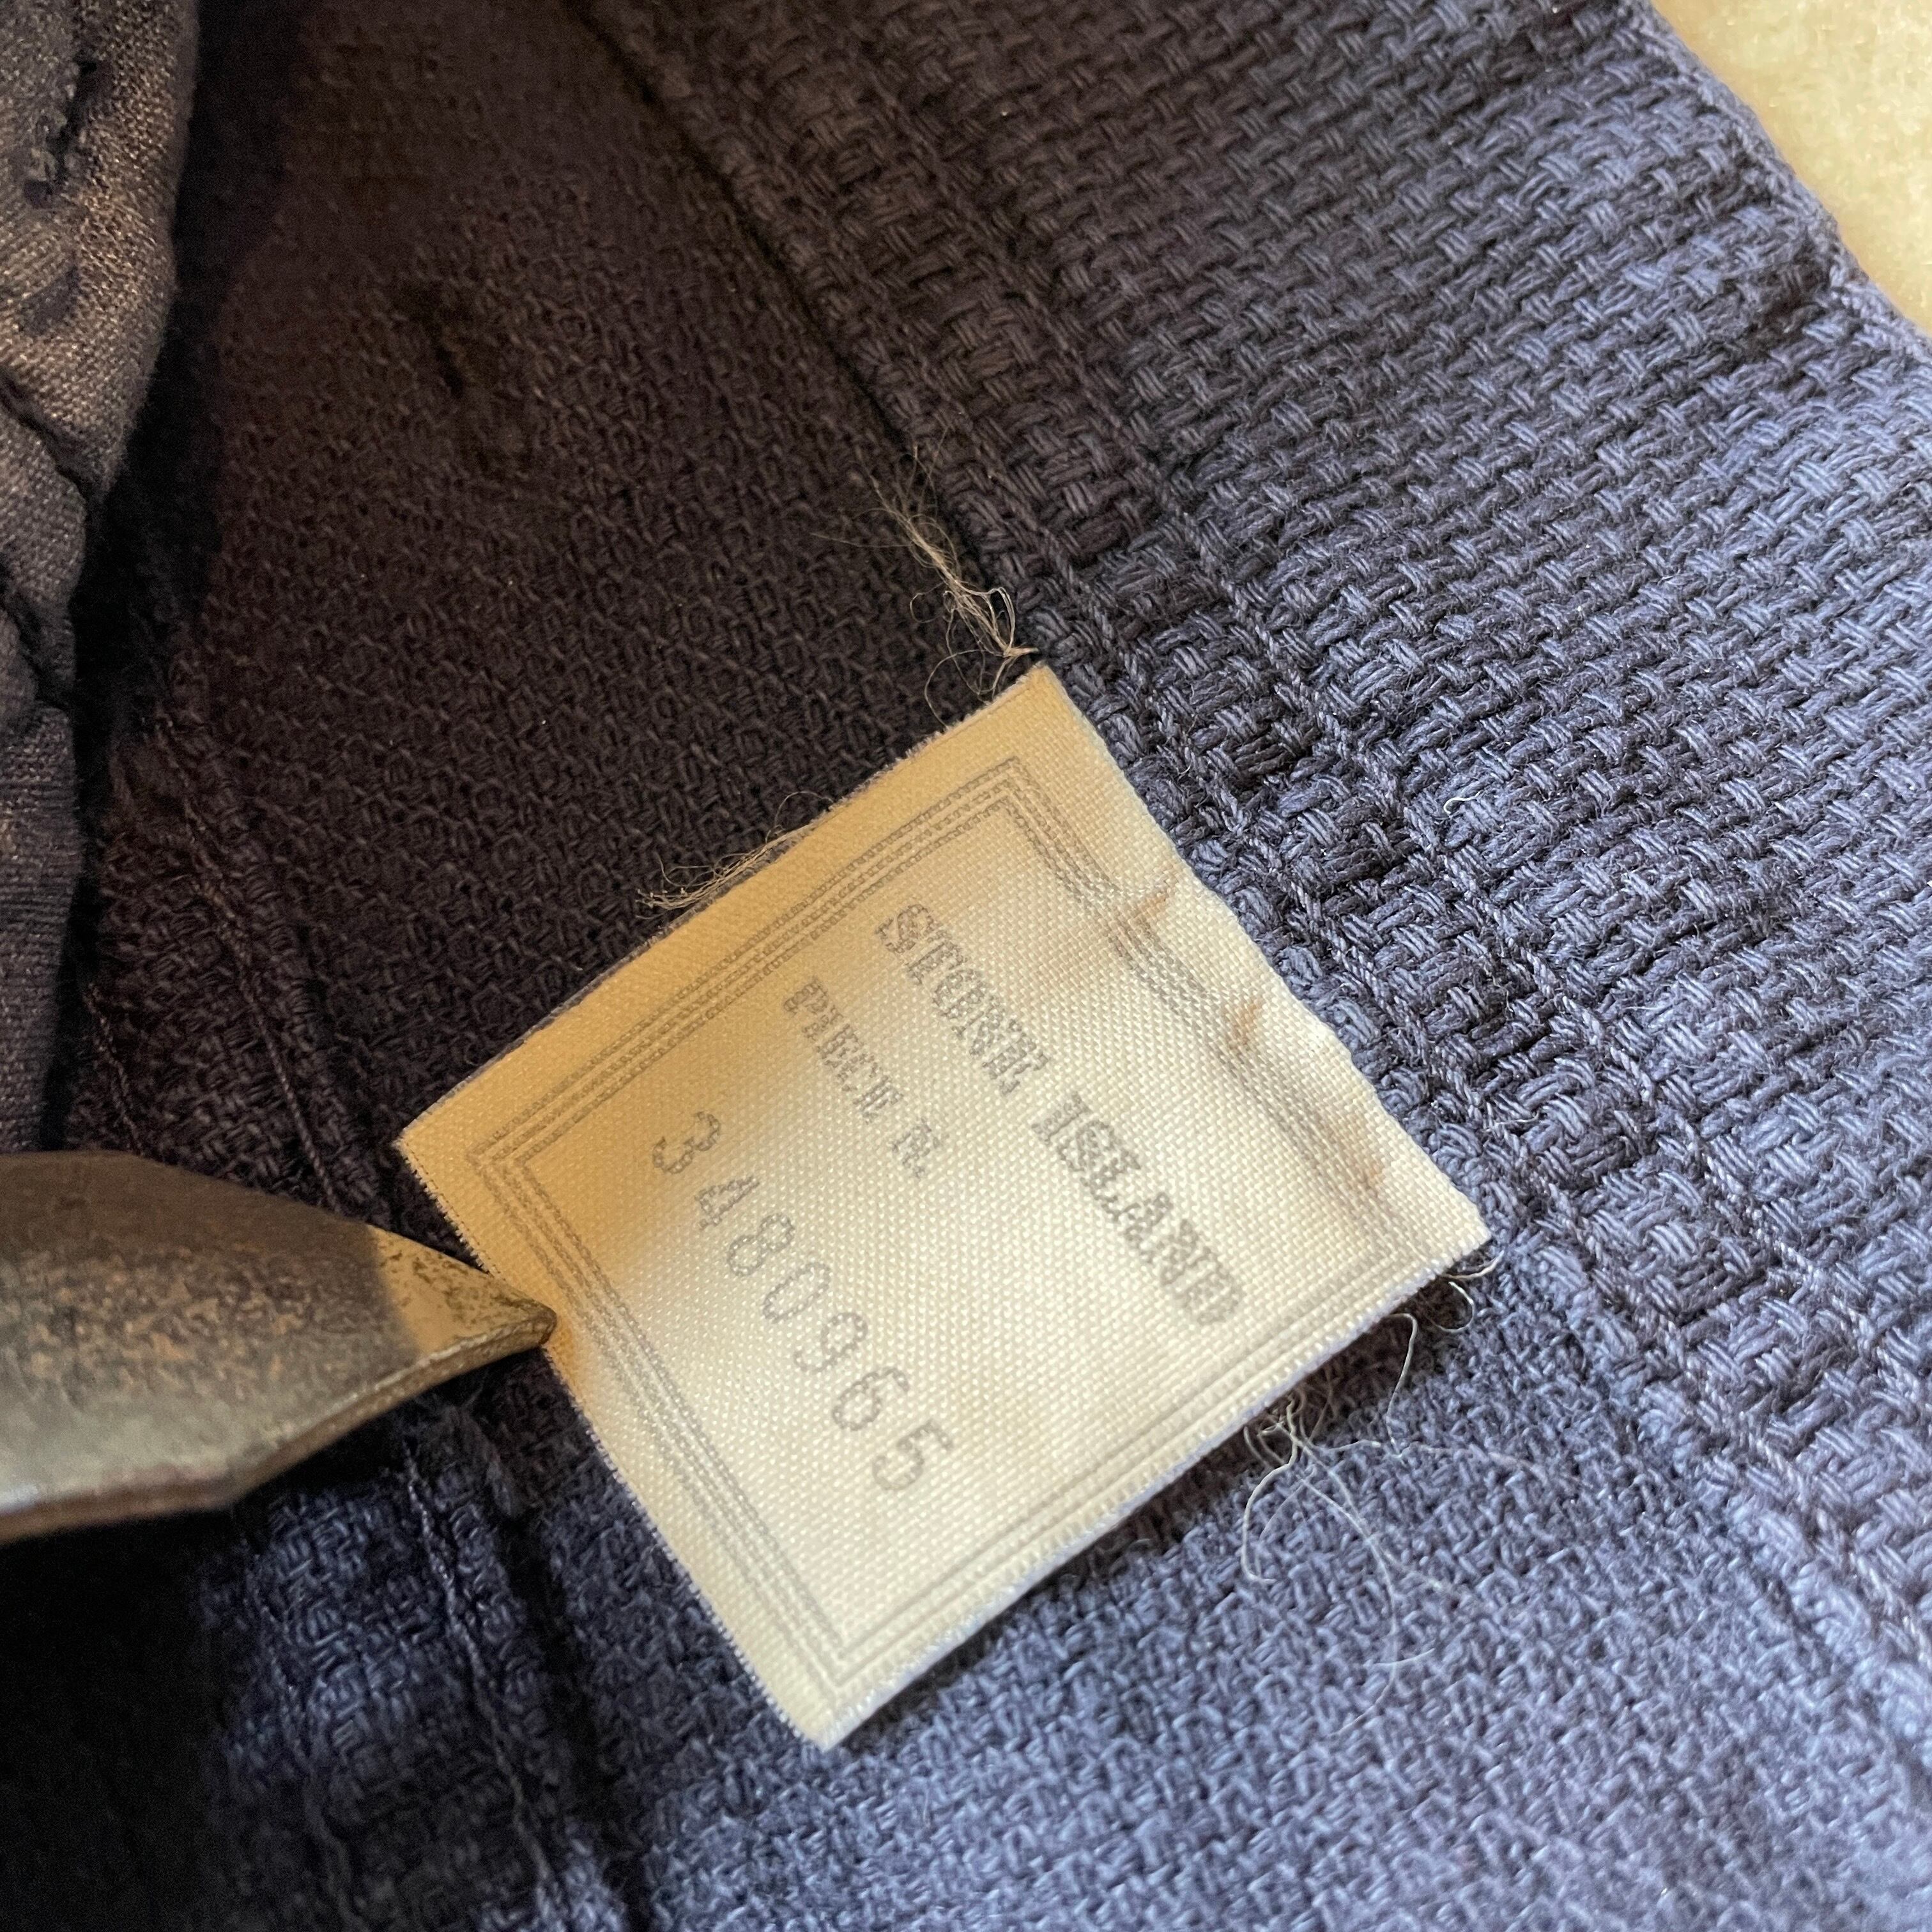 STONE ISLAND
PIECE N.
3480965